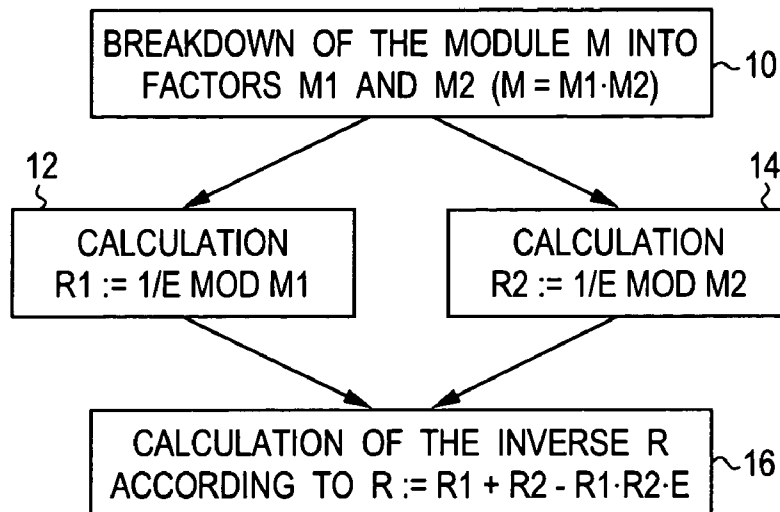 BREAKDOWN OF THE MODULE M INTO
FACTORS M1 AND M2 (M = M1·M2)
10
12
14
CALCULATION
R1 := 1/E MOD M1
CALCULATION
R2 := 1/E MOD M2
CALCULATION OF THE INVERSE R
ACCORDING TO R := R1 + R2 - R1·R2·E
16